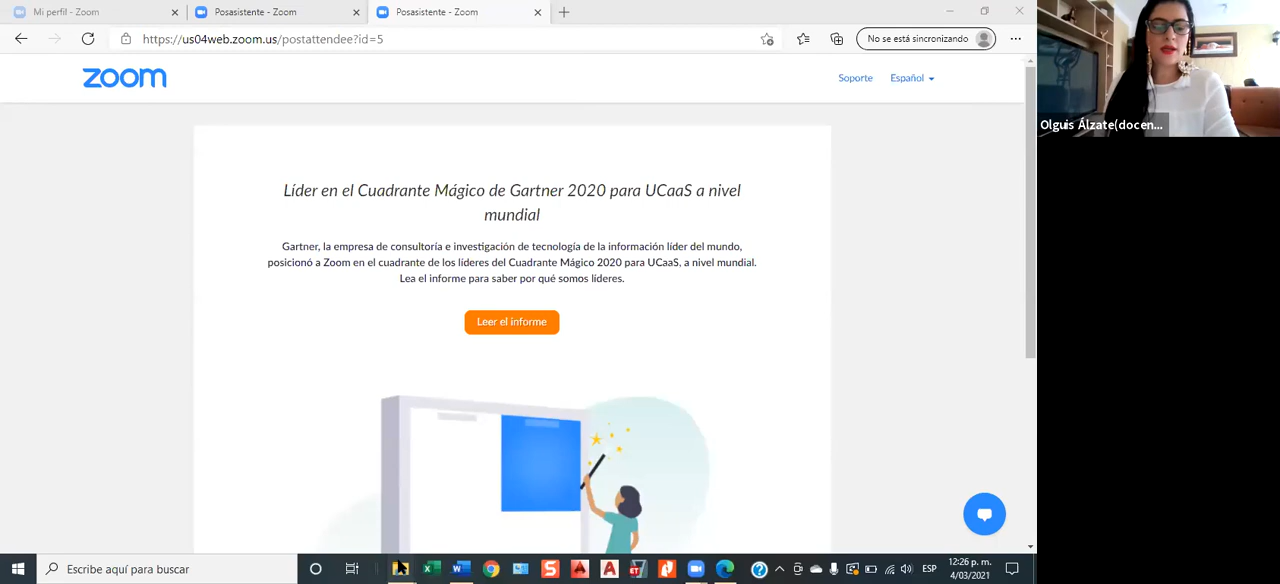 Mi perfil - Zoom
Posasistente - Zoom
Posasistente - Zoom
https://us04web.zoom.us/postattendee?id=5
No se está sincronizando
zoom
Soporte
Español
Olguis Álzate(docen...
Líder en el Cuadrante Mágico de Gartner 2020 para UCaaS a nivel
mundial
Gartner, la empresa de consultoría e investigación de tecnología de la información líder del mundo,
posicionó a Zoom en el cuadrante de los líderes del Cuadrante Mágico 2020 para UCaaS, a nivel mundial.
Lea el informe para saber por qué somos líderes.
Leer el informe
Escribe aquí para buscar
ESP
12:26 p. m.
4/03/2021